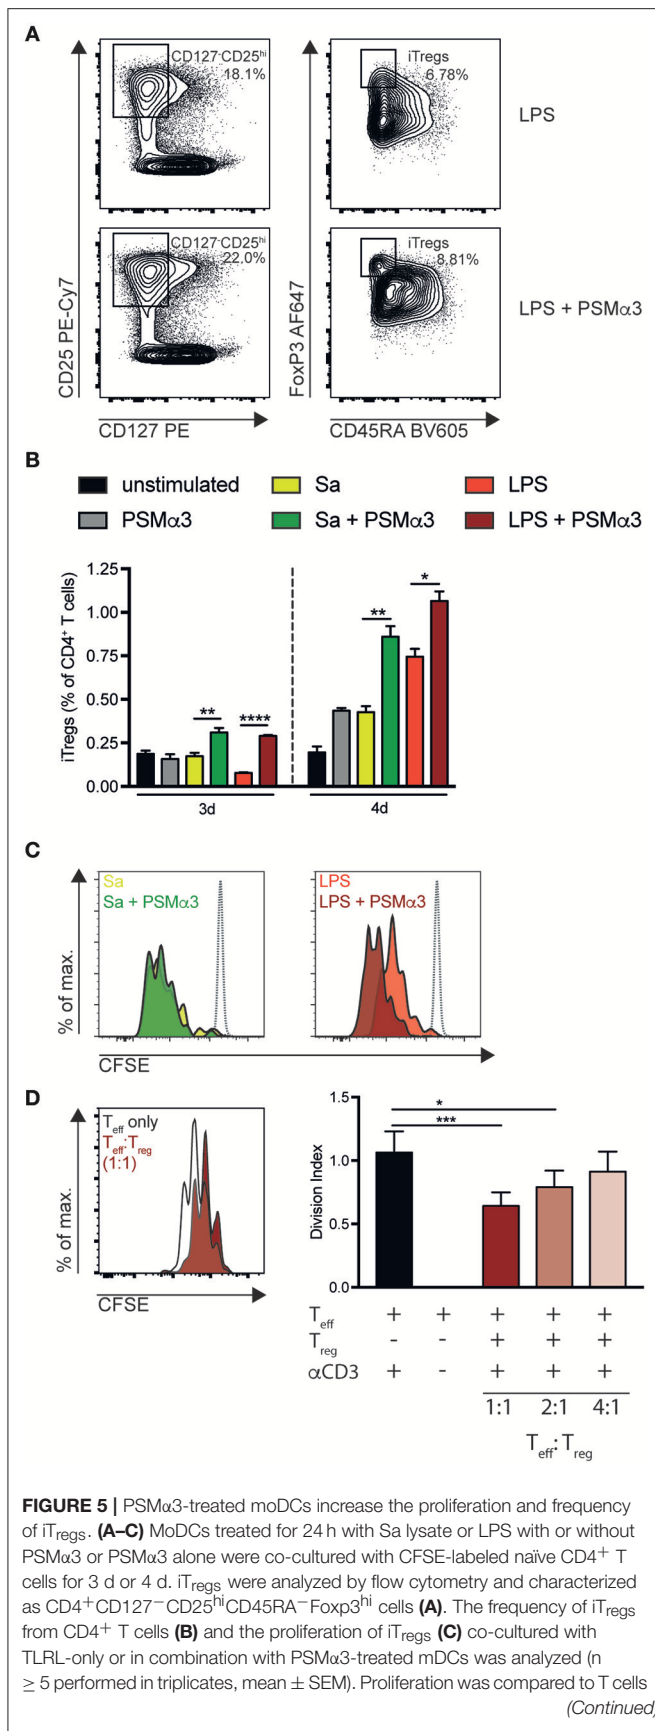 A
CD127⁻CD25ʰⁱ
18.1%
iTregs
6.78%
LPS
CD127⁻CD25ʰⁱ
22.0%
iTregs
8.81%
LPS + PSMα3
CD25 PE-Cy7
FoxP3 AF647
CD127 PE
CD45RA BV605
B
unstimulated
Sa
LPS
PSMα3
Sa + PSMα3
LPS + PSMα3
iTregs (% of CD4⁺ T cells)
1.25
1.00
0.75
0.50
0.25
0.00
**
****
**
*
3d
4d
C
Sa
Sa + PSMα3
LPS
LPS + PSMα3
% of max.
CFSE
D
T_eff only
T_eff:T_reg
(1:1)
% of max.
CFSE
Division Index
1.5
1.0
0.5
0.0
*
***
T_eff + + + + +
T_reg - - + + +
αCD3 + - + + +
1:1 2:1 4:1
T_eff:T_reg
FIGURE 5 | PSMα3-treated moDCs increase the proliferation and frequency
of iTregs. (A–C) MoDCs treated for 24 h with Sa lysate or LPS with or without
PSMα3 or PSMα3 alone were co-cultured with CFSE-labeled naïve CD4+ T
cells for 3 d or 4 d. iTregs were analyzed by flow cytometry and characterized
as CD4⁺CD127⁻CD25ʰⁱCD45RA⁻Foxp3ʰⁱ cells (A). The frequency of iTregs
from CD4⁺ T cells (B) and the proliferation of iTregs (C) co-cultured with
TLRL-only or in combination with PSMα3-treated mDCs was analyzed (n
≥ 5 performed in triplicates, mean ± SEM). Proliferation was compared to T cells
(Continued)